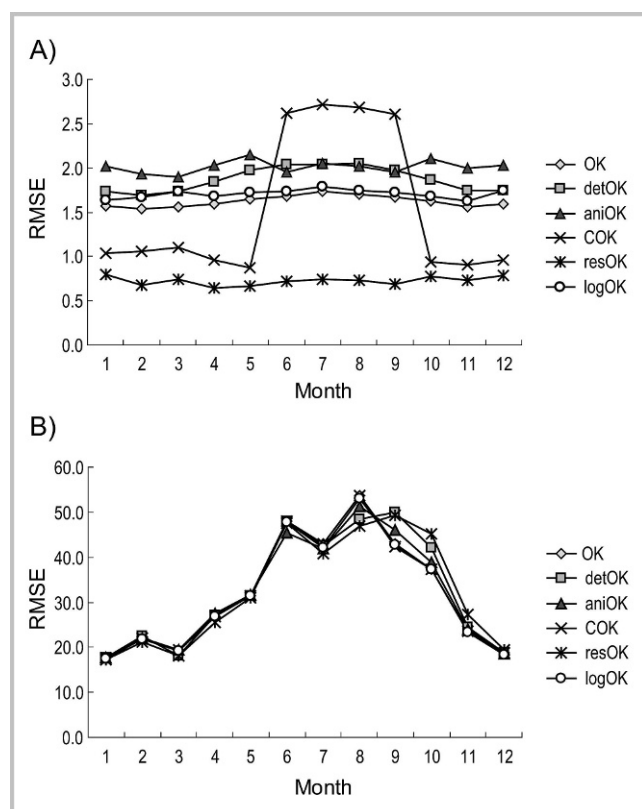 A)
3.0
2.5
2.0
1.5
1.0
0.5
0.0
RMSE
1 2 3 4 5 6 7 8 9 10 11 12
Month
OK
detOK
aniOK
COK
resOK
logOK
B)
60.0
50.0
40.0
30.0
20.0
10.0
0.0
RMSE
1 2 3 4 5 6 7 8 9 10 11 12
Month
OK
detOK
aniOK
COK
resOK
logOK